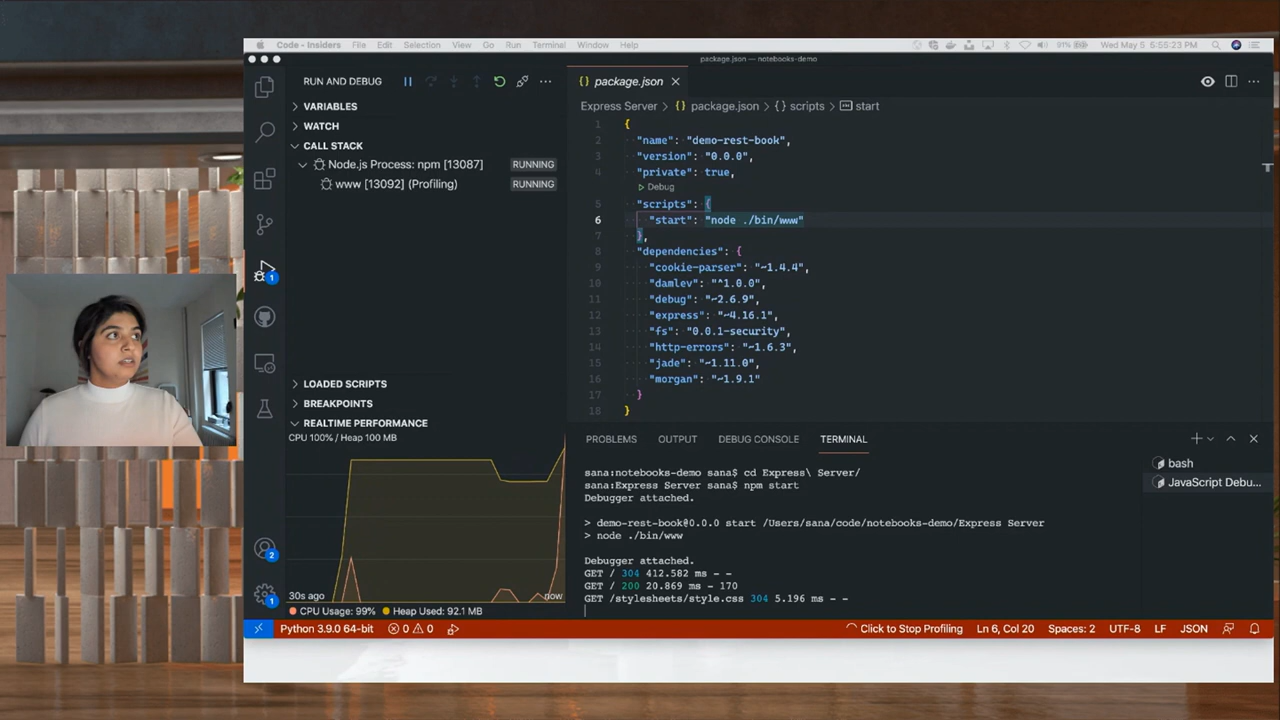 Code - Insiders File Edit Selection View Go Run Terminal Window Help 91% Wed May 5 5:55:23 PM
package.json — notebooks-demo
RUN AND DEBUG
package.json
Express Server > package.json > scripts > start
VARIABLES
WATCH
CALL STACK
Node.js Process: npm [13087] RUNNING
www [13092] (Profiling) RUNNING
1
LOADED SCRIPTS
BREAKPOINTS
REALTIME PERFORMANCE
CPU 100% / Heap 100 MB
30s ago now
CPU Usage: 99% Heap Used: 92.1 MB
2
1
1 {
2 "name": "demo-rest-book",
3 "version": "0.0.0",
4 "private": true,
Debug
5 "scripts": {
6 "start": "node ./bin/www"
7 },
8 "dependencies": {
9 "cookie-parser": "~1.4.4",
10 "damlev": "^1.0.0",
11 "debug": "~2.6.9",
12 "express": "~4.16.1",
13 "fs": "0.0.1-security",
14 "http-errors": "~1.6.3",
15 "jade": "~1.11.0",
16 "morgan": "~1.9.1"
17 }
18 }
PROBLEMS OUTPUT DEBUG CONSOLE TERMINAL
bash
JavaScript Debu...
sana:notebooks-demo sana$ cd Express\ Server/
sana:Express Server sana$ npm start
Debugger attached.
> demo-rest-book@0.0.0 start /Users/sana/code/notebooks-demo/Express Server
> node ./bin/www
Debugger attached.
GET / 304 412.582 ms - -
GET / 200 20.869 ms - 170
GET /stylesheets/style.css 304 5.196 ms - -
Python 3.9.0 64-bit 0 0 Click to Stop Profiling Ln 6, Col 20 Spaces: 2 UTF-8 LF JSON